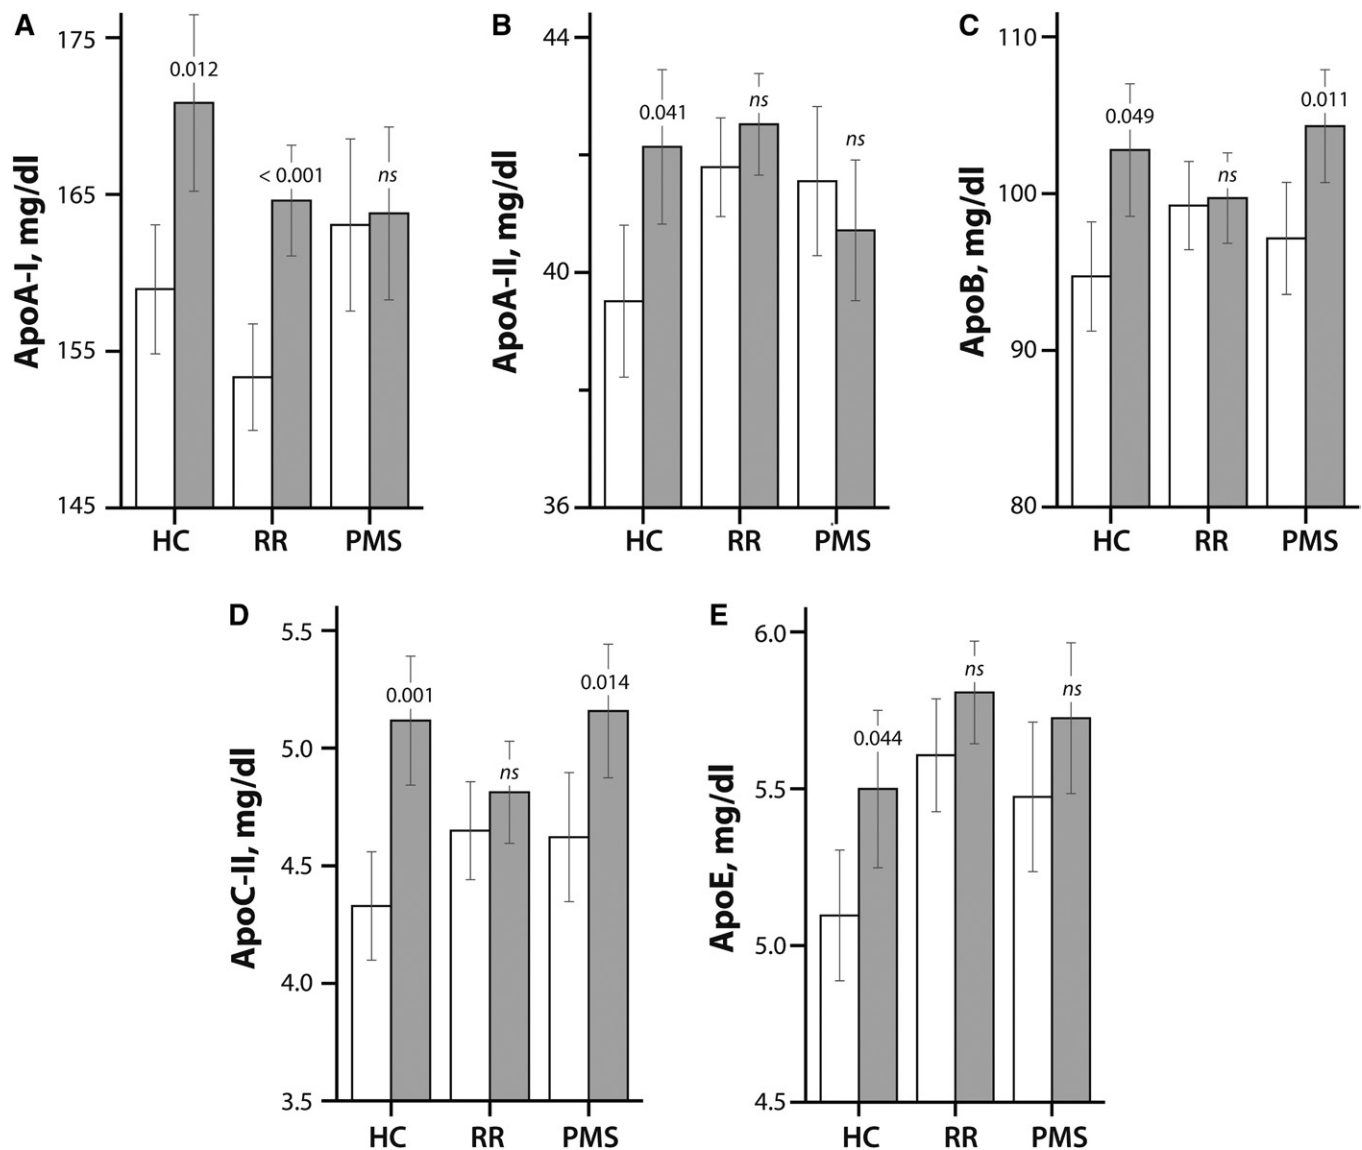 A
B
C
175
165
155
145
ApoA-I, mg/dl
0.012
< 0.001
ns
HC RR PMS
44
40
36
ApoA-II, mg/dl
0.041
ns
ns
HC RR PMS
110
100
90
80
ApoB, mg/dl
0.049
ns
0.011
HC RR PMS
D
E
5.5
5.0
4.5
4.0
3.5
ApoC-II, mg/dl
0.001
ns
0.014
HC RR PMS
6.0
5.5
5.0
4.5
ApoE, mg/dl
0.044
ns
ns
HC RR PMS